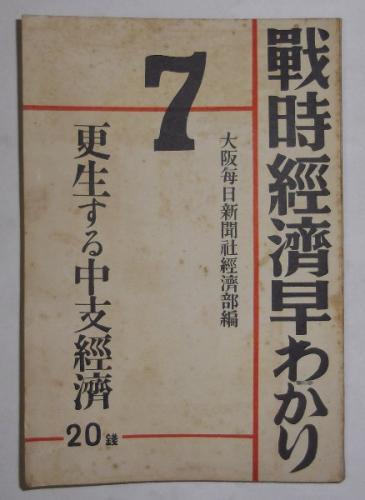 戰時經濟早わかり
大阪每日新聞社經濟部編
7
更生する中支經濟
20錢